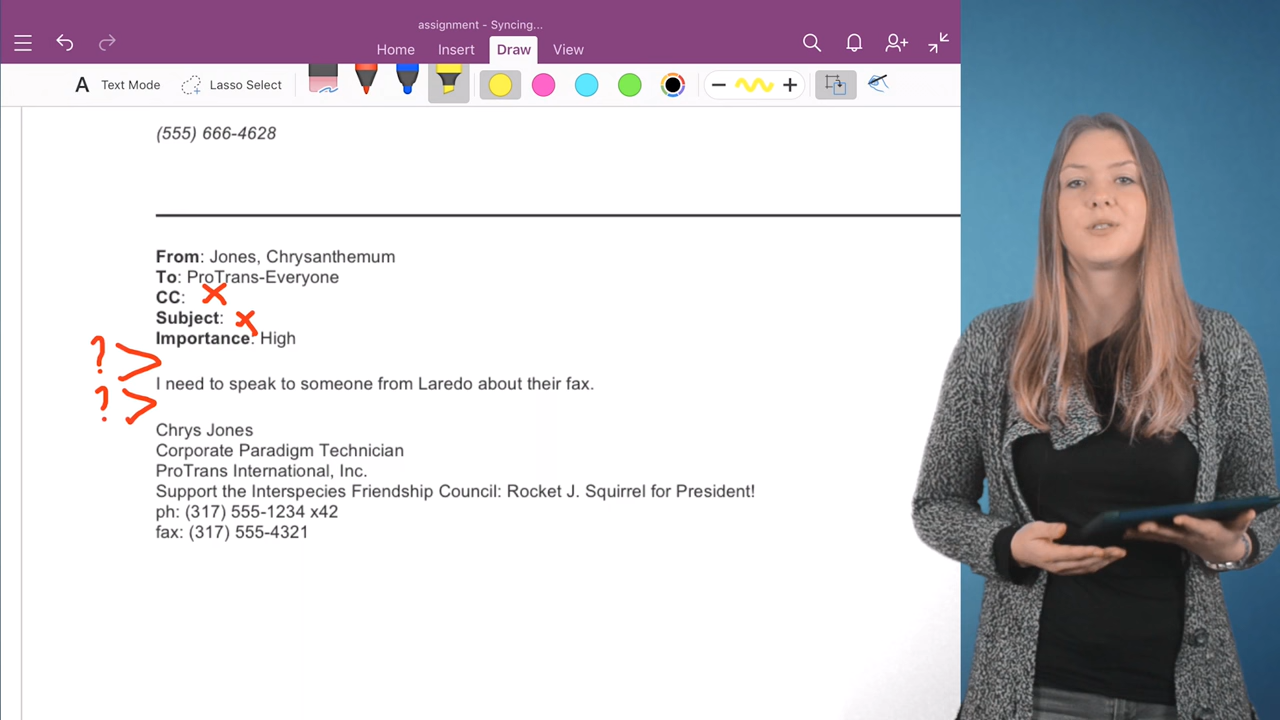 assignment - Syncing...
Home Insert Draw View
A Text Mode Lasso Select
(555) 666-4628
From: Jones, Chrysanthemum
To: ProTrans-Everyone
CC: X
Subject: X
Importance: High
? >
I need to speak to someone from Laredo about their fax.
? >
Chrys Jones
Corporate Paradigm Technician
ProTrans International, Inc.
Support the Interspecies Friendship Council: Rocket J. Squirrel for President!
ph: (317) 555-1234 x42
fax: (317) 555-4321